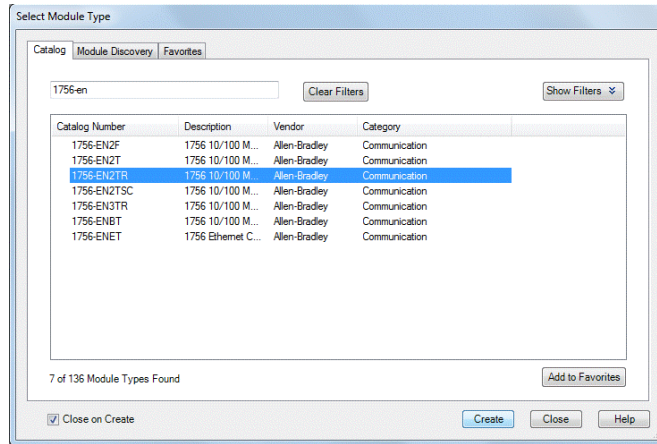 Select Module Type
Catalog Module Discovery Favorites
1756-en Clear Filters Show Filters
Catalog Number Description Vendor Category
1756-EN2F 1756 10/100 M... Allen-Bradley Communication
1756-EN2T 1756 10/100 M... Allen-Bradley Communication
1756-EN2TR 1756 10/100 M... Allen-Bradley Communication
1756-EN2TSC 1756 10/100 M... Allen-Bradley Communication
1756-EN3TR 1756 10/100 M... Allen-Bradley Communication
1756-ENBT 1756 10/100 M... Allen-Bradley Communication
1756-ENET 1756 Ethernet C... Allen-Bradley Communication
7 of 136 Module Types Found Add to Favorites
Close on Create Create Close Help